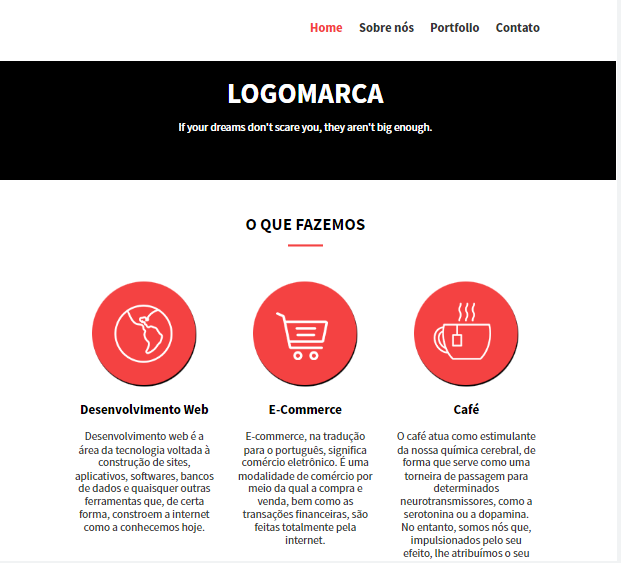 Home Sobre nós Portfolio Contato
LOGOMARCA
If your dreams don't scare you, they aren't big enough.
O QUE FAZEMOS
Desenvolvimento Web
Desenvolvimento web é a
área da tecnologia voltada à
construção de sites,
aplicativos, softwares, bancos
de dados e quaisquer outras
ferramentas que, de certa
forma, constroem a internet
como a conhecemos hoje.
E-Commerce
E-commerce, na tradução
para o português, significa
comércio eletrônico. É uma
modalidade de comércio por
meio da qual a compra e
venda, bem como as
transações financeiras, são
feitas totalmente pela
internet.
Café
O café atua como estimulante
da nossa química cerebral, de
forma que serve como uma
torneira de passagem para
determinados
neurotransmissores, como a
serotonina ou a dopamina.
No entanto, somos nós que,
impulsionados pelo seu
efeito, lhe atribuímos o seu